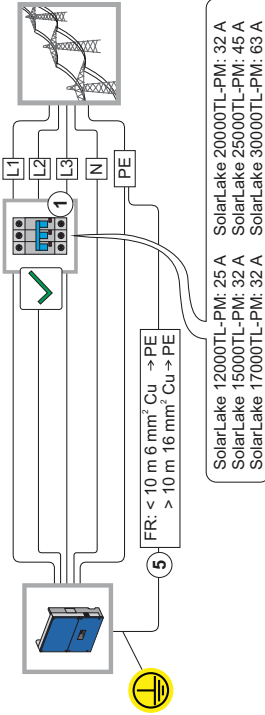 L1
L2
L3
N
PE
1
FR: < 10 m 6 mm² Cu → PE
> 10 m 16 mm² Cu → PE
5
SolarLake 12000TL-PM: 25 A
SolarLake 15000TL-PM: 32 A
SolarLake 17000TL-PM: 32 A
SolarLake 20000TL-PM: 32 A
SolarLake 25000TL-PM: 45 A
SolarLake 30000TL-PM: 63 A